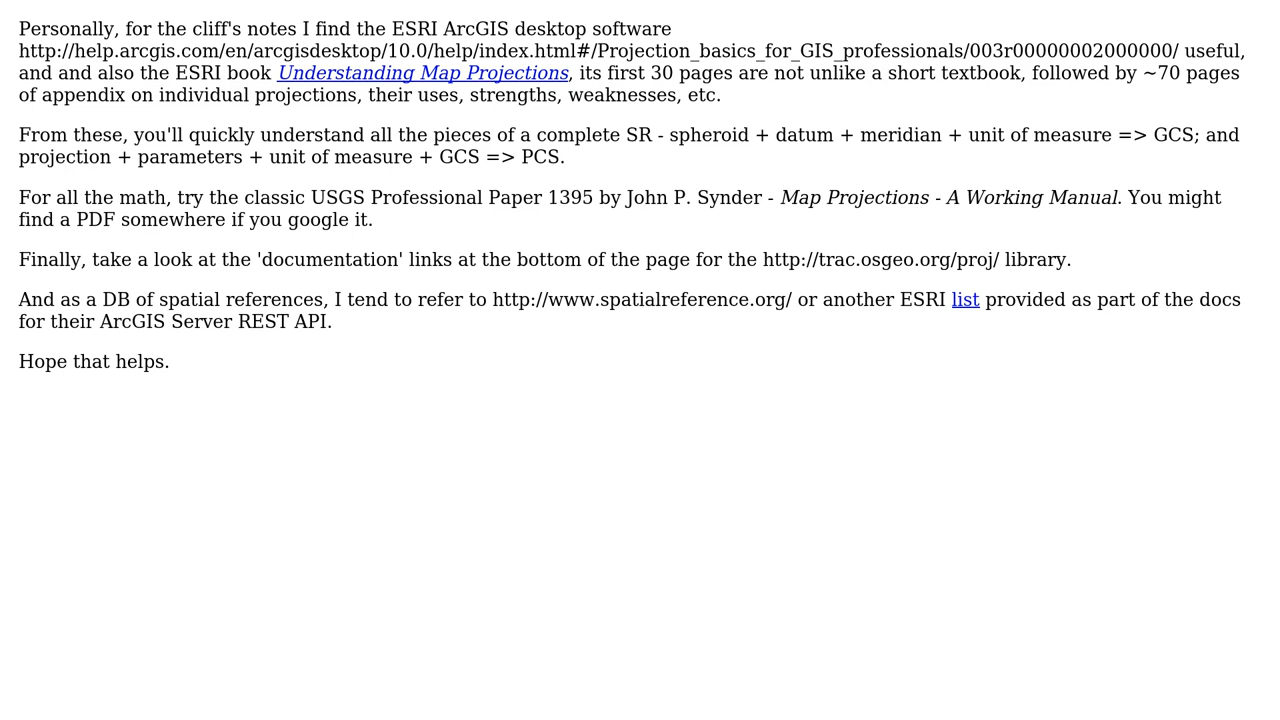 Personally, for the cliff's notes I find the ESRI ArcGIS desktop software
http://help.arcgis.com/en/arcgisdesktop/10.0/help/index.html#/Projection_basics_for_GIS_professionals/003r00000002000000/ useful,
and and also the ESRI book Understanding Map Projections, its first 30 pages are not unlike a short textbook, followed by ~70 pages
of appendix on individual projections, their uses, strengths, weaknesses, etc.
From these, you'll quickly understand all the pieces of a complete SR - spheroid + datum + meridian + unit of measure => GCS; and
projection + parameters + unit of measure + GCS => PCS.
For all the math, try the classic USGS Professional Paper 1395 by John P. Synder - Map Projections - A Working Manual. You might
find a PDF somewhere if you google it.
Finally, take a look at the 'documentation' links at the bottom of the page for the http://trac.osgeo.org/proj/ library.
And as a DB of spatial references, I tend to refer to http://www.spatialreference.org/ or another ESRI list provided as part of the docs
for their ArcGIS Server REST API.
Hope that helps.